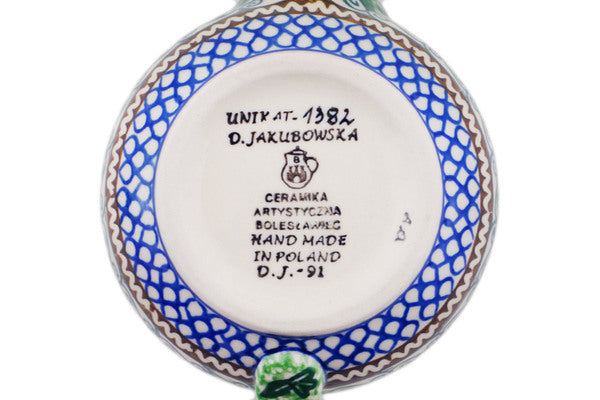 UNIKAT-1382
D. JAKUBOWSKA
B
CERAMIKA
ARTYSTYCZNA
BOLESŁAWIEC
HAND MADE
IN POLAND
D.J.-91